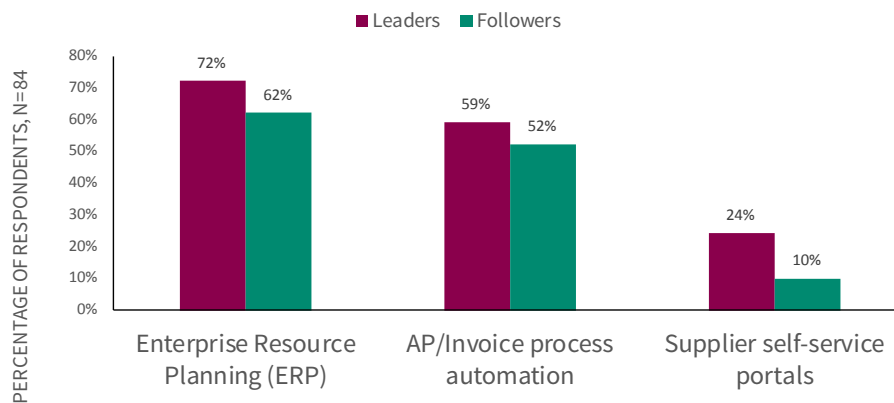 Leaders Followers
PERCENTAGE OF RESPONDENTS, N=84
80%
70%
60%
50%
40%
30%
20%
10%
0%
72%
62%
59%
52%
24%
10%
Enterprise Resource
Planning (ERP)
AP/Invoice process
automation
Supplier self-service
portals